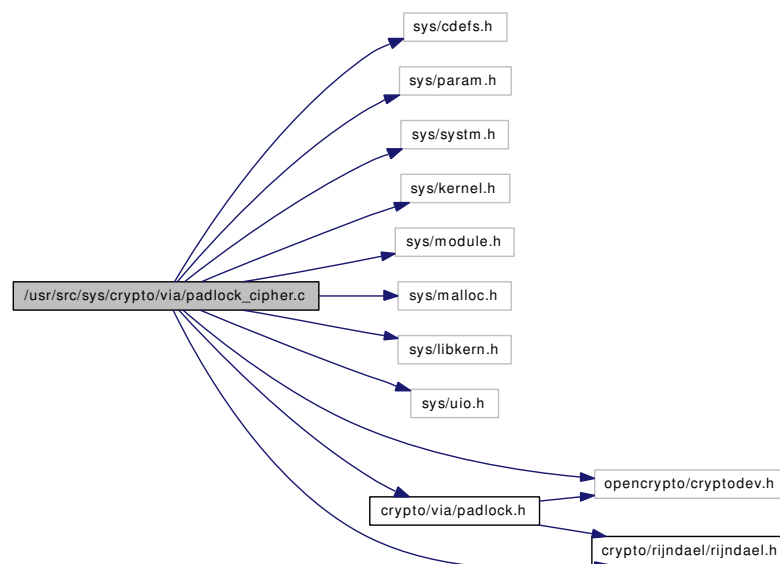 sys/cdefs.h
sys/param.h
sys/systm.h
sys/kernel.h
sys/module.h
/usr/src/sys/crypto/via/padlock_cipher.c
sys/malloc.h
sys/libkern.h
sys/uio.h
opencrypto/cryptodev.h
crypto/via/padlock.h
crypto/rijndael/rijndael.h